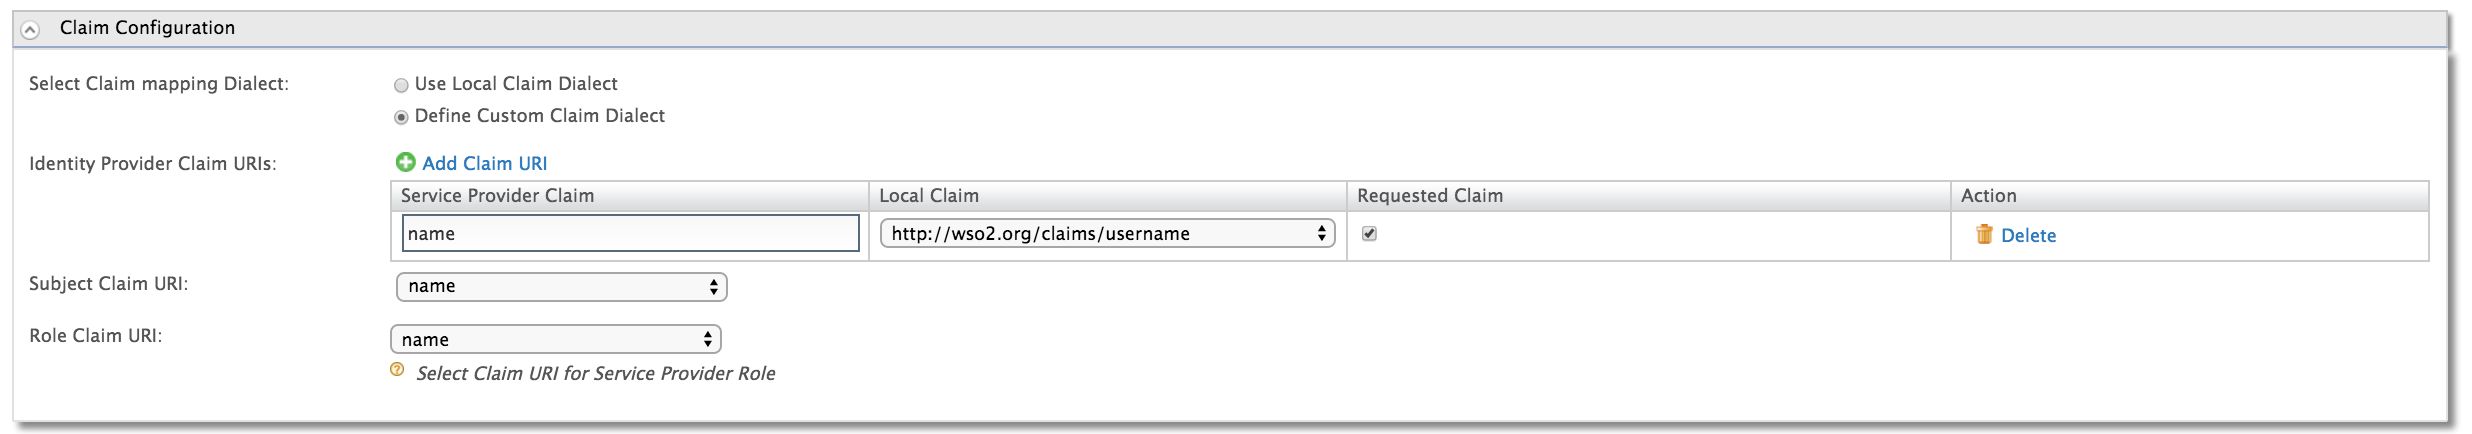 Claim Configuration
Select Claim mapping Dialect:
Use Local Claim Dialect
Define Custom Claim Dialect
Identity Provider Claim URIs:
Add Claim URI
Service Provider Claim Local Claim Requested Claim Action
name http://wso2.org/claims/username Delete
Subject Claim URI: name
Role Claim URI: name
? Select Claim URI for Service Provider Role